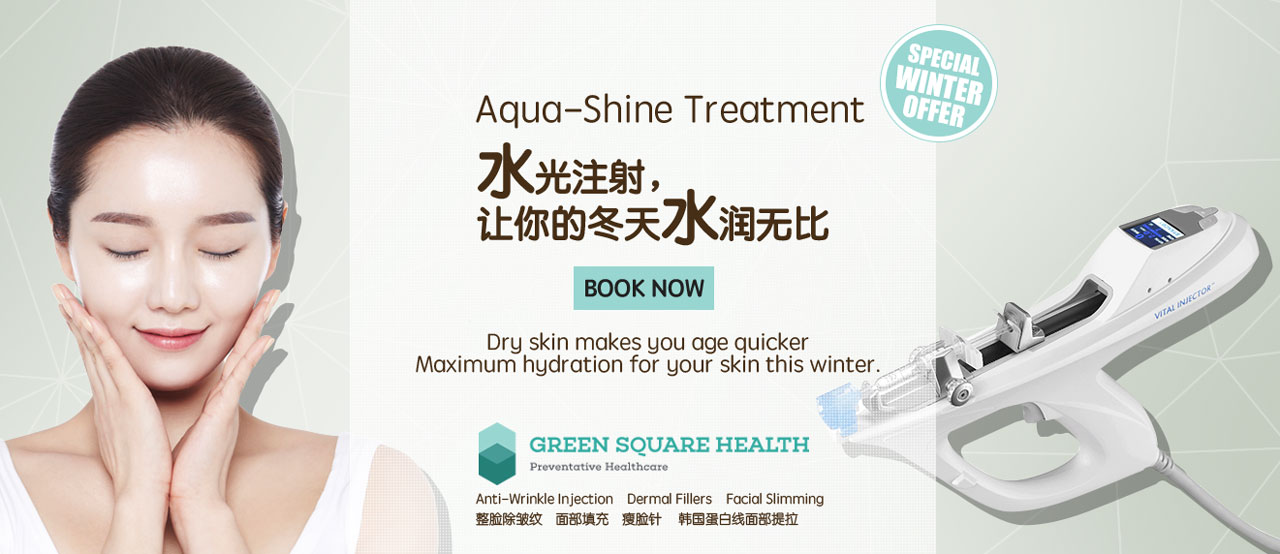 SPECIAL
WINTER
OFFER
Aqua-Shine Treatment
水光注射，
让你的冬天水润无比
BOOK NOW
VITAL INJECTOR™
Dry skin makes you age quicker
Maximum hydration for your skin this winter.
GREEN SQUARE HEALTH
Preventative Healthcare
Anti-Wrinkle Injection Dermal Fillers Facial Slimming
整脸除皱纹 面部填充 瘦脸针 韩国蛋白线面部提拉